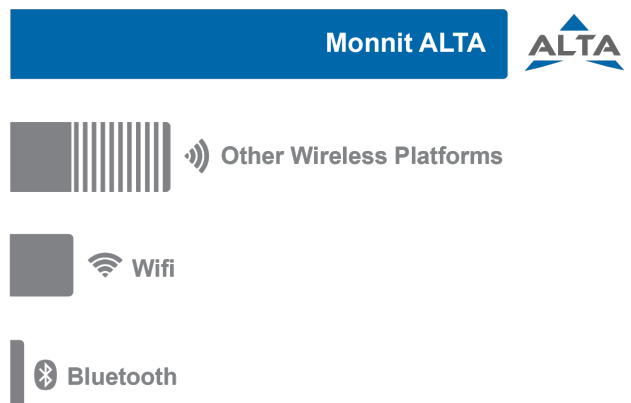 Monnit ALTA
ALTA
Other Wireless Platforms
Wifi
Bluetooth